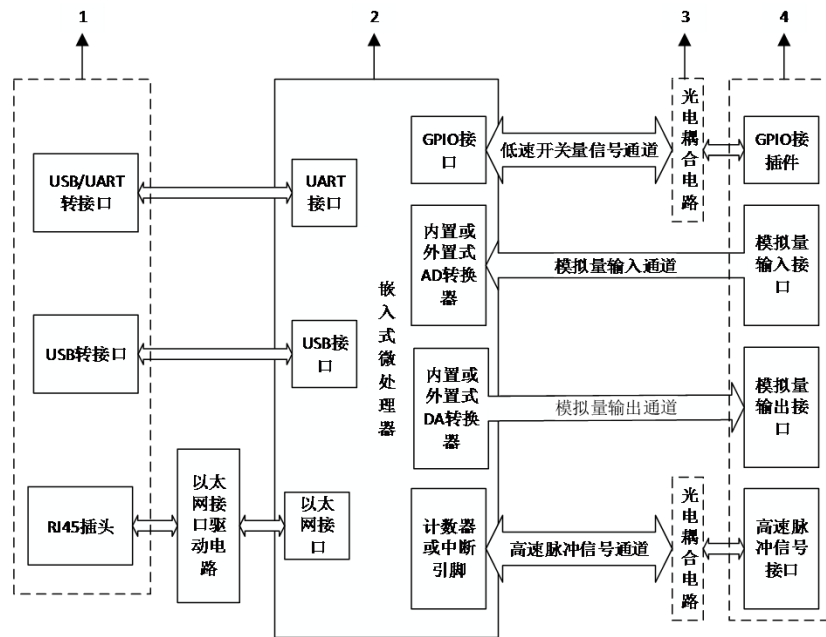 1
2
3
4
USB/UART
转接口
USB转接口
RJ45插头
以太
网接
口驱
动电
路
UART
接口
USB接
口
以太
网接口
嵌
入
式
微
处
理
器
GPIO接
口
内置或
外置式
AD转换
器
内置或
外置式
DA转换
器
计数器
或中断
引脚
低速开关量信号通道
模拟量输入通道
模拟量输出通道
高速脉冲信号通道
光
电
耦
合
电
路
光
电
耦
合
电
路
GPIO接
插件
模拟量
输入接
口
模拟量
输出接
口
高速脉
冲信号
接口